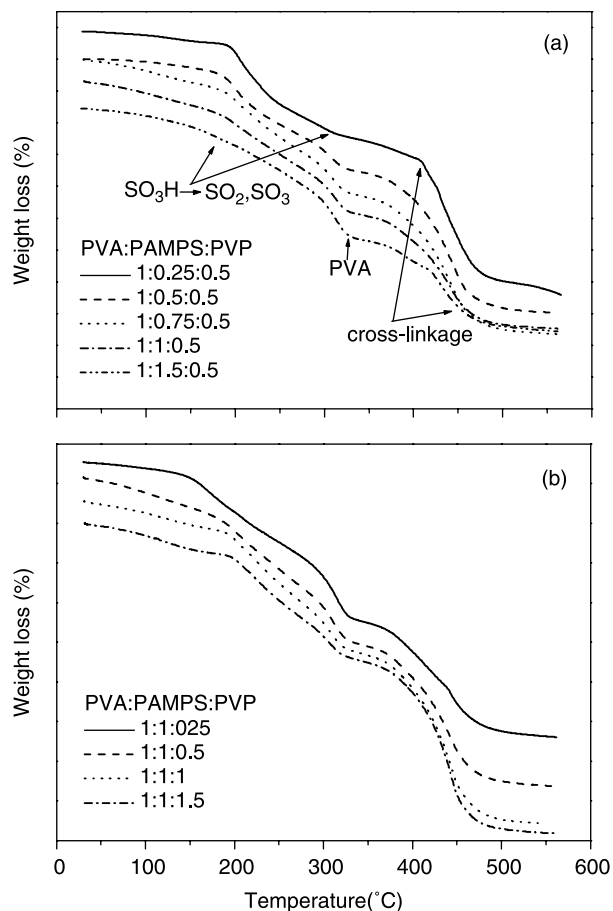 (a)
Weight loss (%)
SO₃H→SO₂,SO₃
PVA
cross-linkage
PVA:PAMPS:PVP
1:0.25:0.5
1:0.5:0.5
1:0.75:0.5
1:1:0.5
1:1.5:0.5
(b)
Weight loss (%)
PVA:PAMPS:PVP
1:1:025
1:1:0.5
1:1:1
1:1:1.5
0 100 200 300 400 500 600
Temperature(°C)